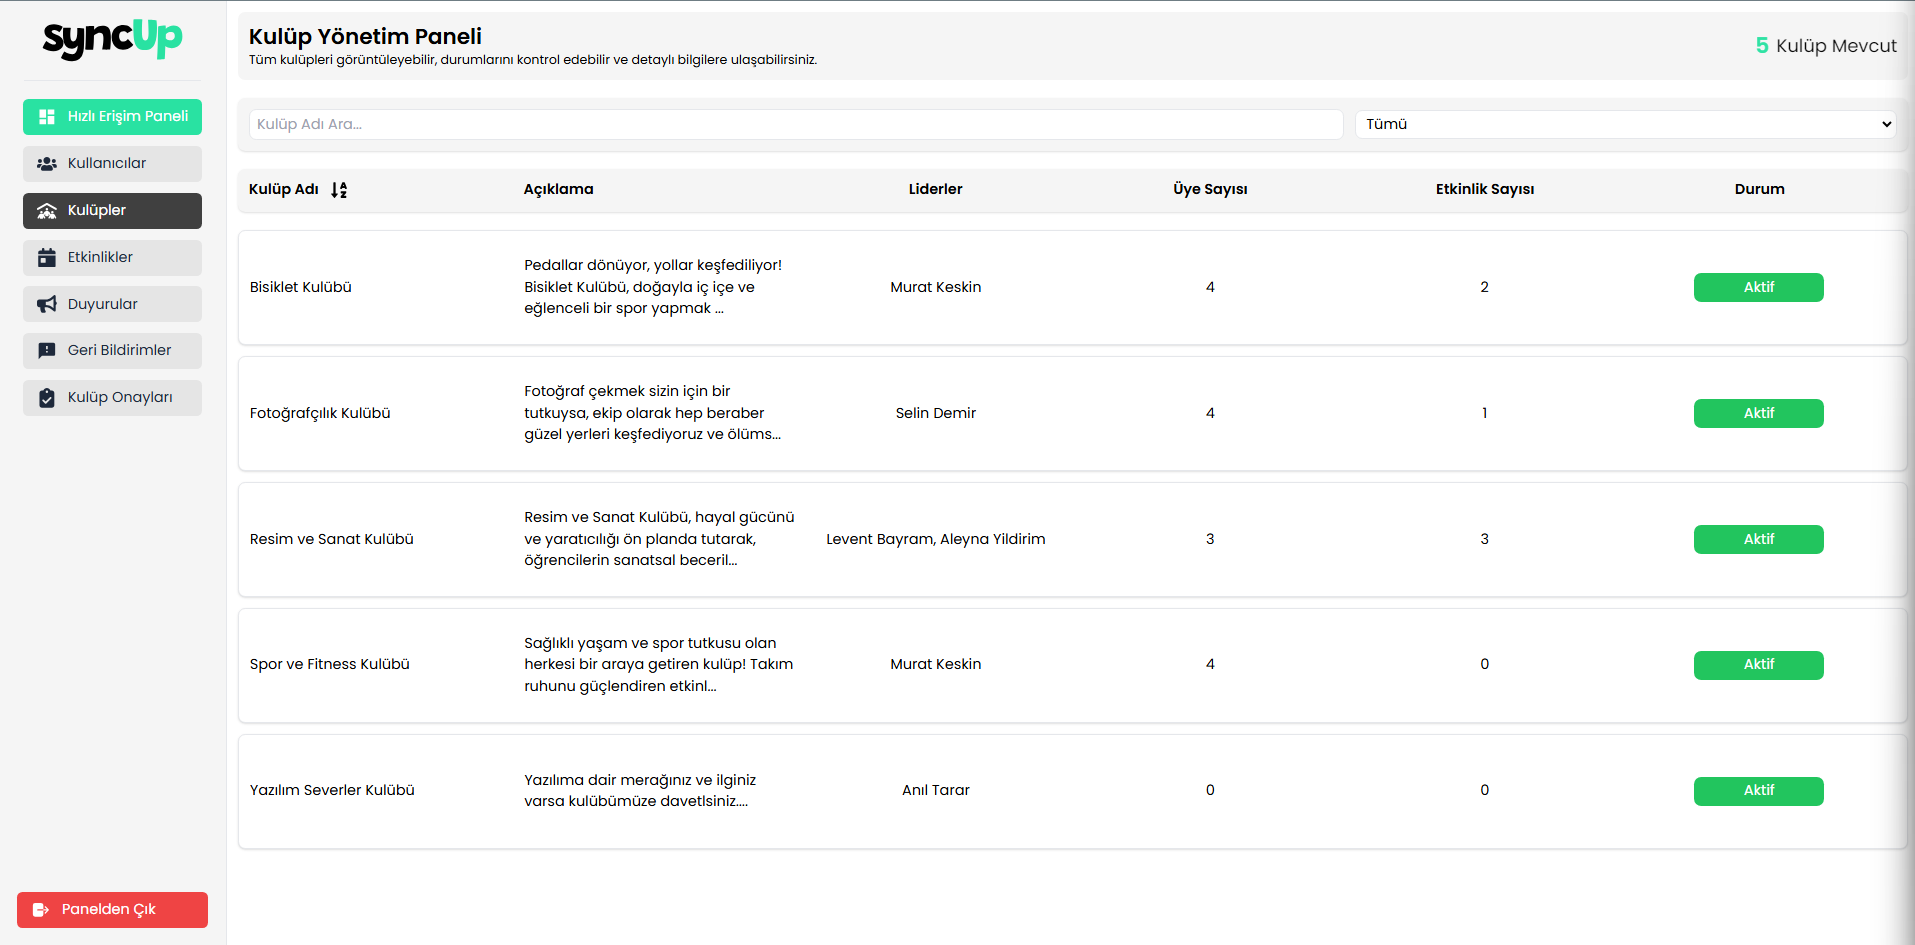 syncUp
Hızlı Erişim Paneli
Kullanıcılar
Kulüpler
Etkinlikler
Duyurular
Geri Bildirimler
Kulüp Onayları
Panelden Çık
Kulüp Yönetim Paneli
Tüm kulüpleri görüntüleyebilir, durumlarını kontrol edebilir ve detaylı bilgilere ulaşabilirsiniz.
5 Kulüp Mevcut
Kulüp Adı Ara...
Tümü
Kulüp Adı Açıklama Liderler Üye Sayısı Etkinlik Sayısı Durum
Bisiklet Kulübü
Pedallar dönüyor, yollar keşfediliyor!
Bisiklet Kulübü, doğayla iç içe ve
eğlenceli bir spor yapmak ...
Murat Keskin
4
2
Aktif
Fotoğrafçılık Kulübü
Fotoğraf çekmek sizin için bir
tutkuysa, ekip olarak hep beraber
güzel yerleri keşfediyoruz ve ölüms...
Selin Demir
4
1
Aktif
Resim ve Sanat Kulübü
Resim ve Sanat Kulübü, hayal gücünü
ve yaratıcılığı ön planda tutarak,
öğrencilerin sanatsal beceril...
Levent Bayram, Aleyna Yildirim
3
3
Aktif
Spor ve Fitness Kulübü
Sağlıklı yaşam ve spor tutkusu olan
herkesi bir araya getiren kulüp! Takım
ruhunu güçlendiren etkinl...
Murat Keskin
4
0
Aktif
Yazılım Severler Kulübü
Yazılıma dair merağınız ve ilginiz
varsa kulübümüze davetlsiniz....
Anıl Tarar
0
0
Aktif